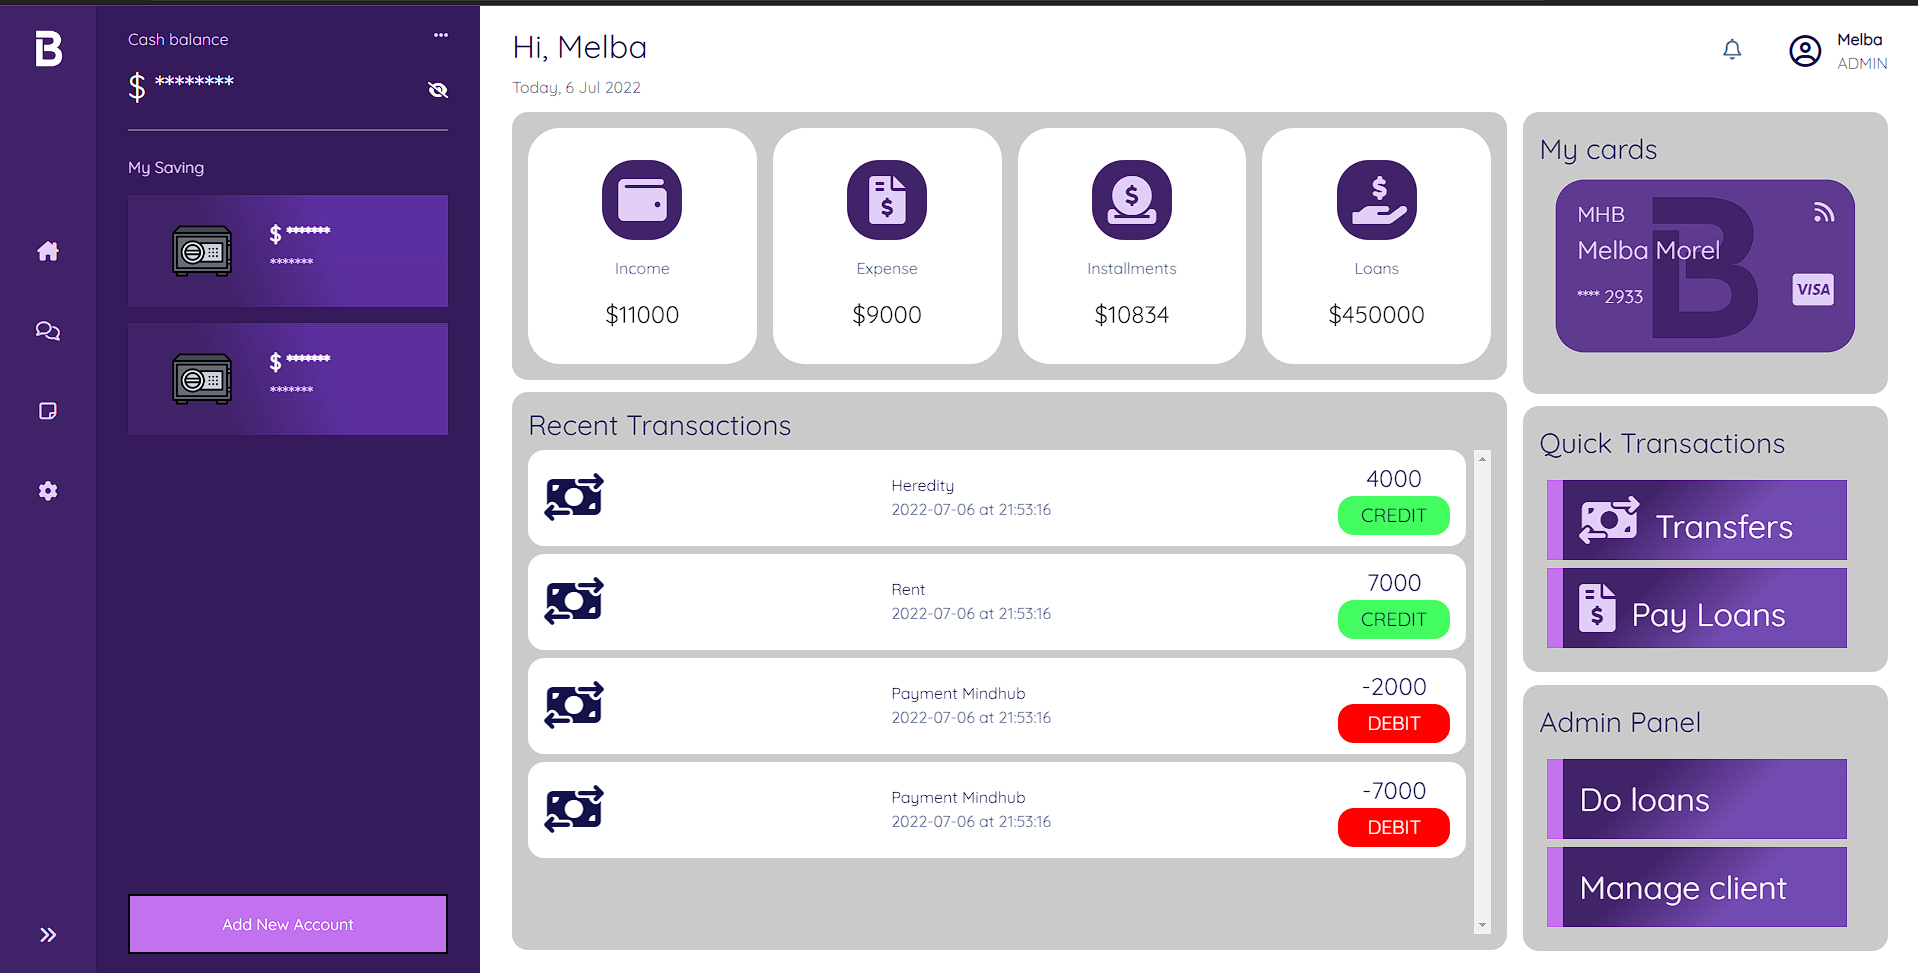 B
Cash balance
$ ********
My Saving
$ *******
*******
$ *******
*******
Add New Account
Hi, Melba
Today, 6 Jul 2022
Melba
ADMIN
Income
$11000
Expense
$9000
Installments
$10834
Loans
$450000
Recent Transactions
Heredity
2022-07-06 at 21:53:16
4000
CREDIT
Rent
2022-07-06 at 21:53:16
7000
CREDIT
Payment Mindhub
2022-07-06 at 21:53:16
-2000
DEBIT
Payment Mindhub
2022-07-06 at 21:53:16
-7000
DEBIT
My cards
MHB
Melba Morel
**** 2933
VISA
Quick Transactions
Transfers
Pay Loans
Admin Panel
Do loans
Manage client